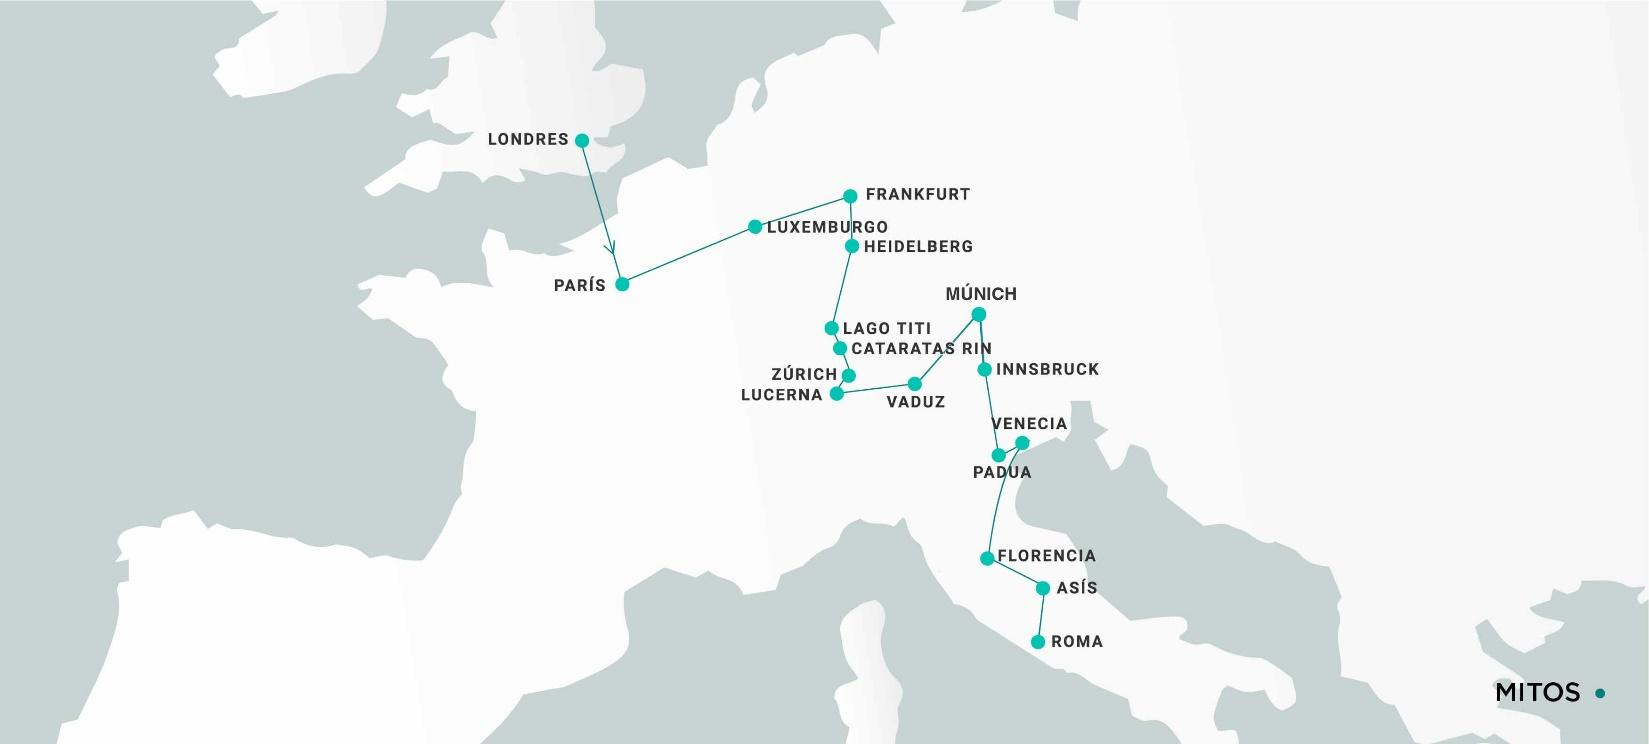 LONDRES
FRANKFURT
LUXEMBURGO
HEIDELBERG
PARÍS
MÚNICH
LAGO TITI
CATARATAS RIN
INNSBRUCK
ZÚRICH
LUCERNA
VADUZ
VENECIA
PADUA
FLORENCIA
ASÍS
ROMA
MITOS